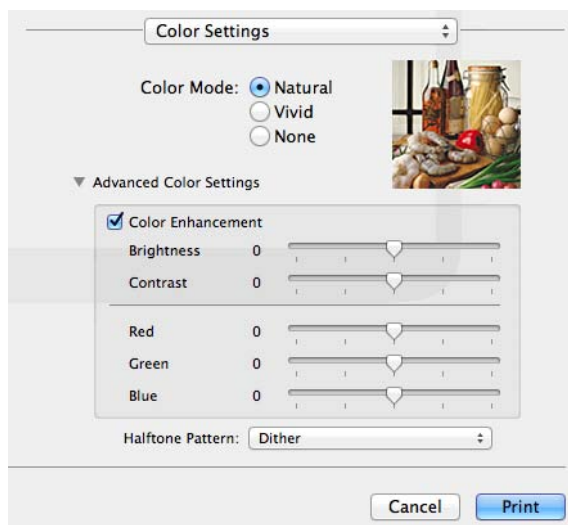 Color Settings
Color Mode: Natural
Vivid
None
Advanced Color Settings
Color Enhancement
Brightness 0
Contrast 0
Red 0
Green 0
Blue 0
Halftone Pattern: Dither
Cancel Print